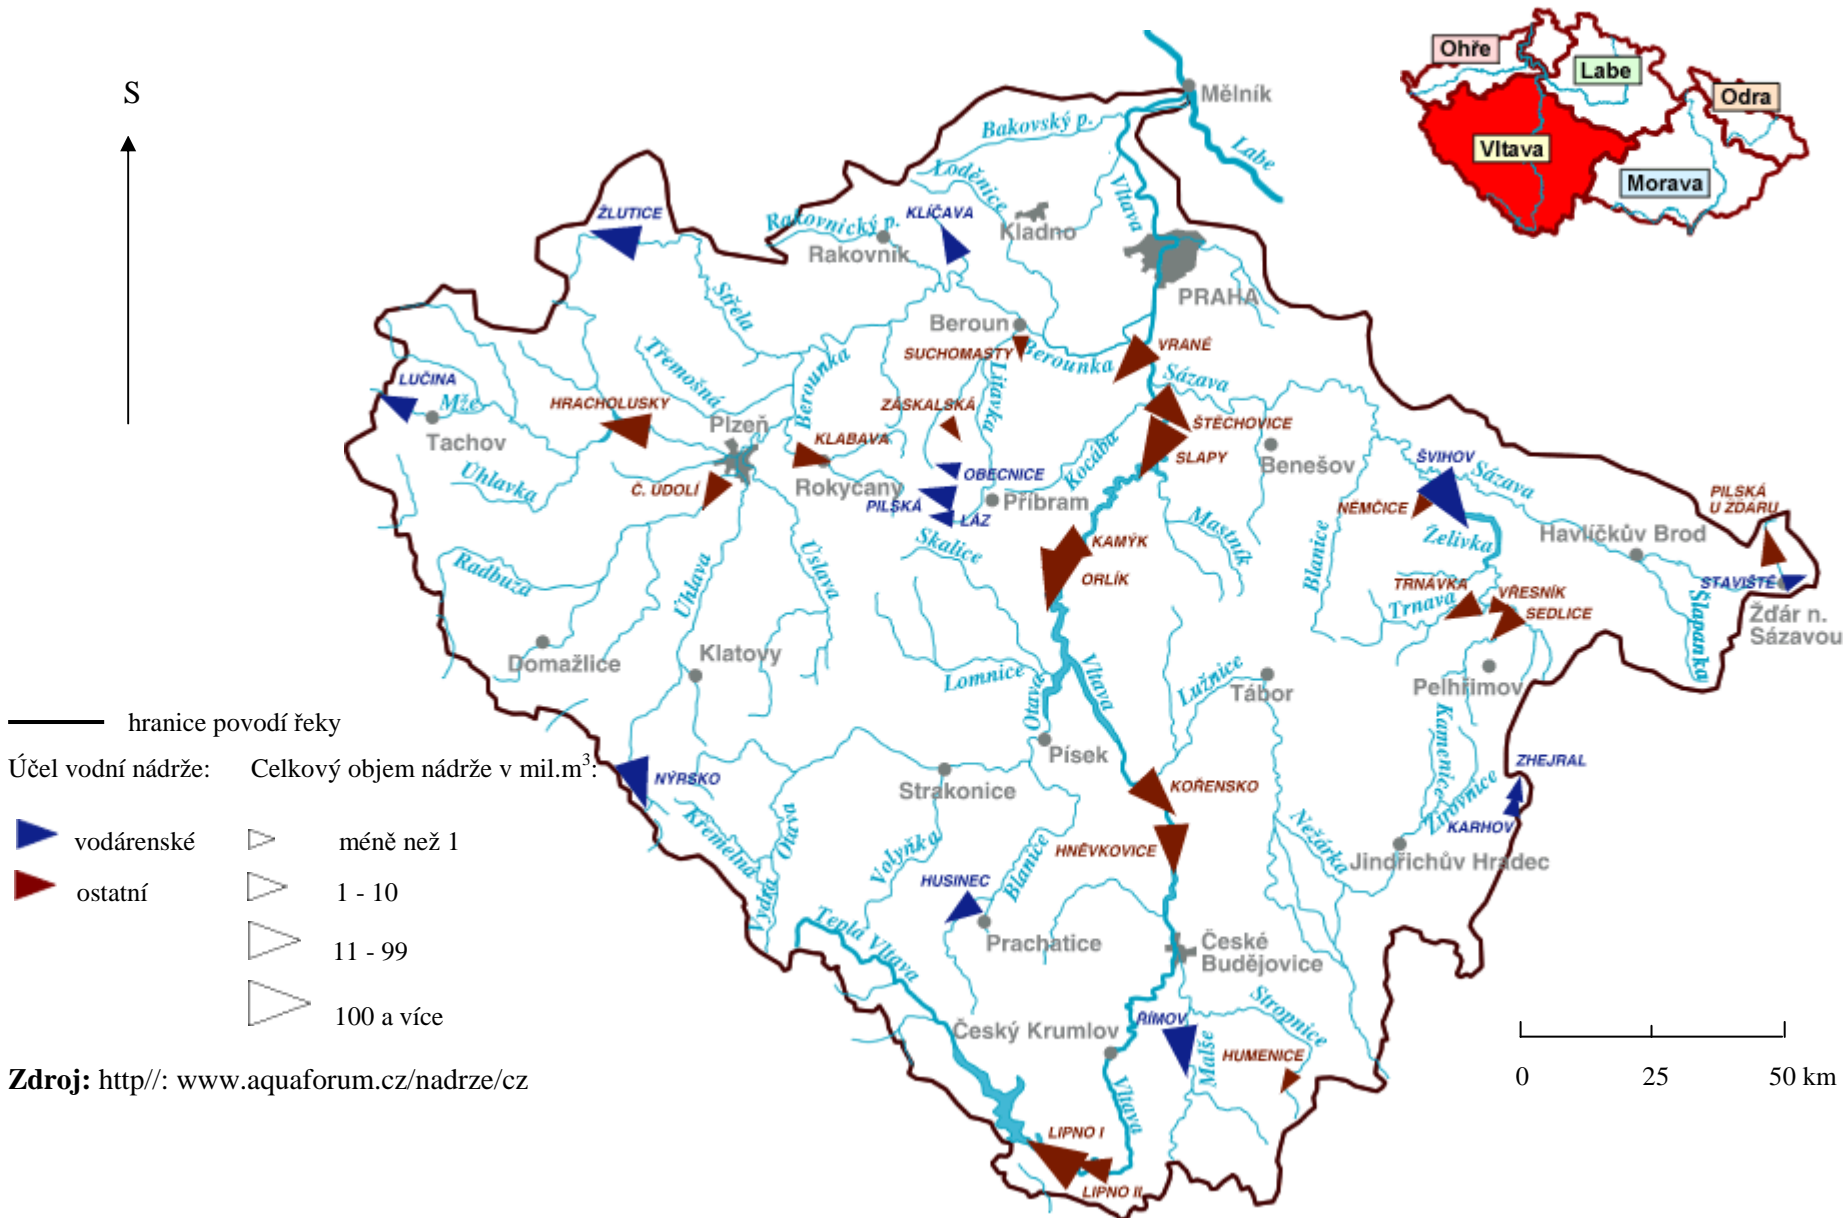 S
Mělník
Bakovský p.
Labe
Loděnice
Vltava
ŽLUTICE
Rakovnický p.
KLÍČAVA
Kladno
Rakovník
PRAHA
Střela
Beroun
SUCHOMASTY
Berounka
VRANÉ
Třemošná
Berounka
Litavka
Sázava
LUČINA
Mže
Tachov
HRACHOLUSKY
Plzeň
ZÁSKALSKÁ
ŠTĚCHOVICE
KLABAVA
SLAPY
Kocába
Benešov
ŠVIHOV
Sázava
Úhlavka
Č. ÚDOLÍ
Rokycany
OBECNICE
PILSKÁ
LÁZ
Příbram
NĚMČICE
PILSKÁ
U ŽĎÁRU
Skalice
KAMÝK
Mastník
Blanice
Želivka
Havlíčkův Brod
Radbuza
Úhlava
Úslava
ORLÍK
TRNÁVKA
Trnava
VŘESNÍK
SEDLICE
STAVIŠTĚ
Šlapanka
Žďár n.
Sázavou
Domažlice
Klatovy
Lomnice
Otava
Vltava
Lužnice
Tábor
Pelhřimov
Kamenice
Žirovnice
Písek
NÝRSKO
Strakonice
KOŘENSKO
ZHEJRAL
KARHOV
Křemelná
Otava
Volyňka
Blanice
HNĚVKOVICE
Nežárka
Jindřichův Hradec
HUSINEC
Vydra
Teplá Vltava
Prachatice
České
Budějovice
Český Krumlov
ŘÍMOV
Stropnice
Malše
HUMENICE
Vltava
LIPNO I
LIPNO II
Ohře
Labe
Odra
Vltava
Morava
hranice povodí řeky
Účel vodní nádrže: Celkový objem nádrže v mil.m³:
vodárenské méně než 1
ostatní 1 - 10
11 - 99
100 a více
Zdroj: http//: www.aquaforum.cz/nadrze/cz
0 25 50 km